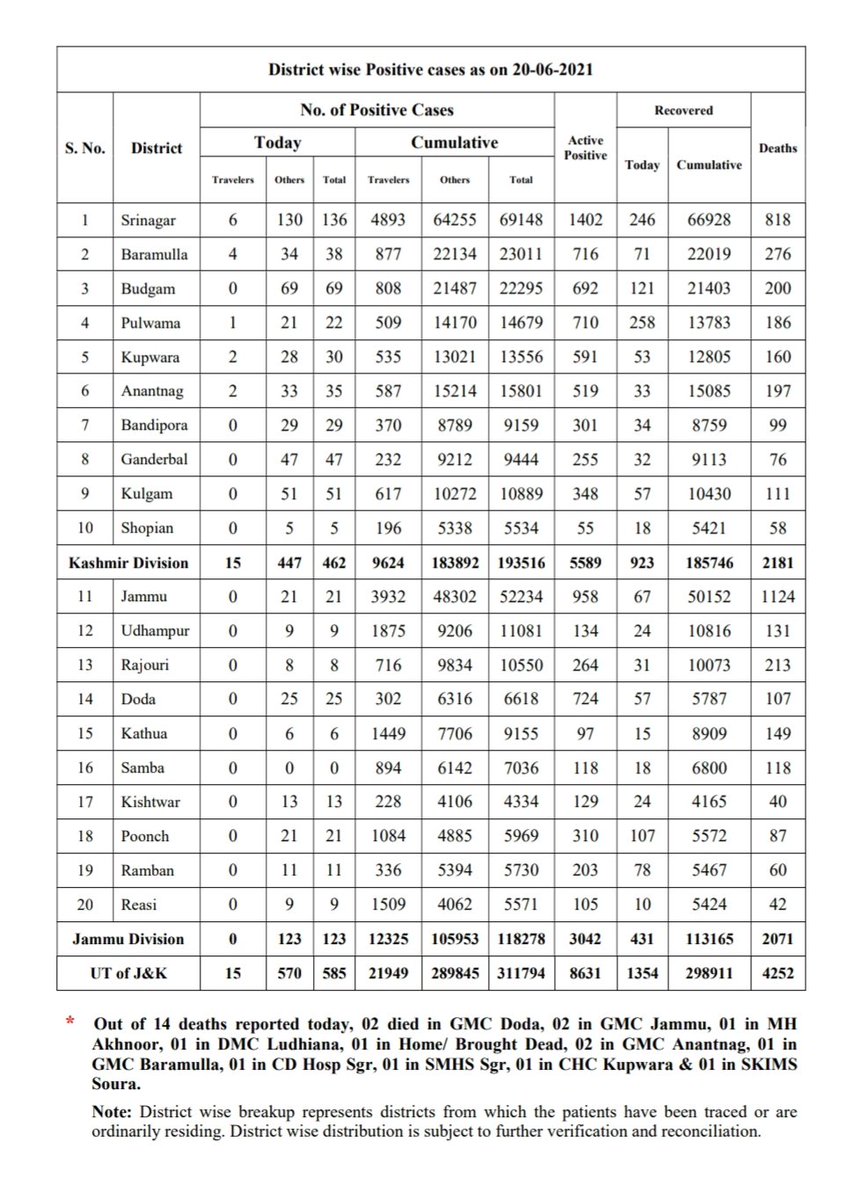 District wise Positive cases as on 20-06-2021
S. No. District No. of Positive Cases Active Positive Recovered Deaths
Today Cumulative Today Cumulative
Travelers Others Total Travelers Others Total
1 Srinagar 6 130 136 4893 64255 69148 1402 246 66928 818
2 Baramulla 4 34 38 877 22134 23011 716 71 22019 276
3 Budgam 0 69 69 808 21487 22295 692 121 21403 200
4 Pulwama 1 21 22 509 14170 14679 710 258 13783 186
5 Kupwara 2 28 30 535 13021 13556 591 53 12805 160
6 Anantnag 2 33 35 587 15214 15801 519 33 15085 197
7 Bandipora 0 29 29 370 8789 9159 301 34 8759 99
8 Ganderbal 0 47 47 232 9212 9444 255 32 9113 76
9 Kulgam 0 51 51 617 10272 10889 348 57 10430 111
10 Shopian 0 5 5 196 5338 5534 55 18 5421 58
Kashmir Division 15 447 462 9624 183892 193516 5589 923 185746 2181
11 Jammu 0 21 21 3932 48302 52234 958 67 50152 1124
12 Udhampur 0 9 9 1875 9206 11081 134 24 10816 131
13 Rajouri 0 8 8 716 9834 10550 264 31 10073 213
14 Doda 0 25 25 302 6316 6618 724 57 5787 107
15 Kathua 0 6 6 1449 7706 9155 97 15 8909 149
16 Samba 0 0 0 894 6142 7036 118 18 6800 118
17 Kishtwar 0 13 13 228 4106 4334 129 24 4165 40
18 Poonch 0 21 21 1084 4885 5969 310 107 5572 87
19 Ramban 0 11 11 336 5394 5730 203 78 5467 60
20 Reasi 0 9 9 1509 4062 5571 105 10 5424 42
Jammu Division 0 123 123 12325 105953 118278 3042 431 113165 2071
UT of J&K 15 570 585 21949 289845 311794 8631 1354 298911 4252
* Out of 14 deaths reported today, 02 died in GMC Doda, 02 in GMC Jammu, 01 in MH
Akhnoor, 01 in DMC Ludhiana, 01 in Home/ Brought Dead, 02 in GMC Anantnag, 01 in
GMC Baramulla, 01 in CD Hosp Sgr, 01 in SMHS Sgr, 01 in CHC Kupwara & 01 in SKIMS
Soura.
Note: District wise breakup represents districts from which the patients have been traced or are
ordinarily residing. District wise distribution is subject to further verification and reconciliation.